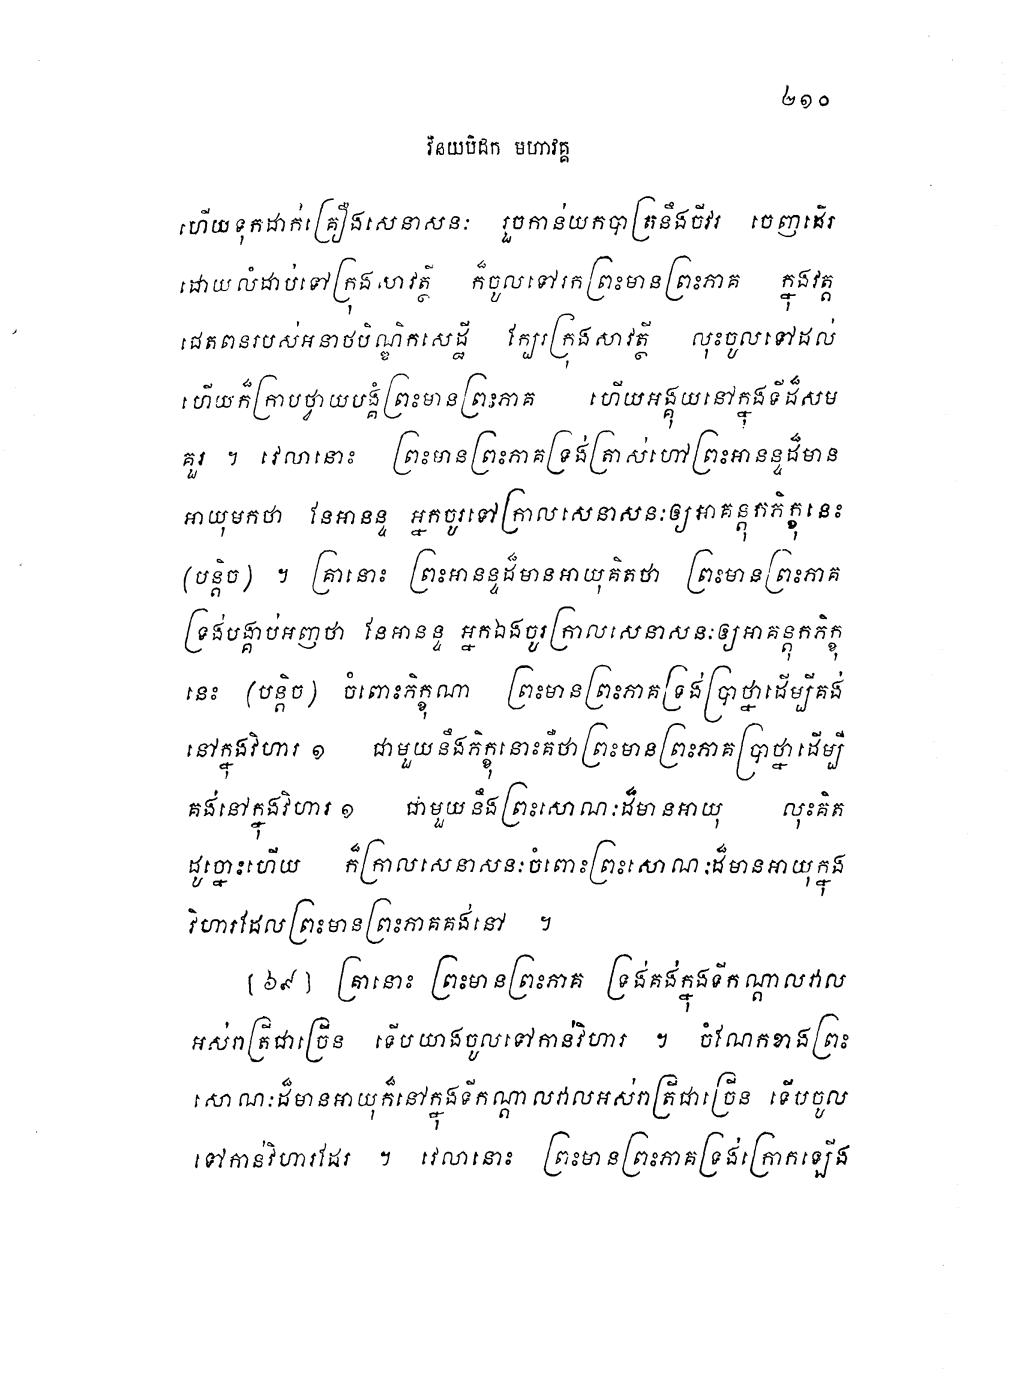 ២១០
វិនយបិដក មហាវគ្គ
ហើយទុកដាក់គ្រឿងសេនាសនៈ រួចកាន់យកបាត្រនឹងចីវរ ចេញដើរ
ដោយលំដាប់ទៅក្រុងសាវត្ថី ក៏ចូលទៅរកព្រះមានព្រះភាគ ក្នុងវត្ត
ជេតពនរបស់អនាថបិណ្ឌិកសេដ្ឋី ក្បែរក្រុងសាវត្ថី លុះចូលទៅដល់
ហើយក៏ក្រាបថ្វាយបង្គំព្រះមានព្រះភាគ ហើយអង្គុយនៅក្នុងទីដ៏សម
គួរ ។ វេលានោះ ព្រះមានព្រះភាគទ្រង់ត្រាស់ហៅព្រះអានន្ទដ៏មាន
អាយុមកថា នែអានន្ទ អ្នកចូរទៅក្រាលសេនាសនៈឲ្យអាគន្តុកភិក្ខុនេះ
(បន្តិច) ។ គ្រានោះ ព្រះអានន្ទដ៏មានអាយុគិតថា ព្រះមានព្រះភាគ
ទ្រង់បង្គាប់អញថា នែអានន្ទ អ្នកឯងចូរក្រាលសេនាសនៈឲ្យអាគន្តុកភិក្ខុ
នេះ (បន្តិច) ចំពោះភិក្ខុណា ព្រះមានព្រះភាគទ្រង់ប្រាថ្នាដើម្បីគង់
នៅក្នុងវិហារ ១ ជាមួយនឹងភិក្ខុនោះគឺថាព្រះមានព្រះភាគប្រាថ្នាដើម្បី
គង់នៅក្នុងវិហារ ១ ជាមួយនឹងព្រះសោណៈដ៏មានអាយុ លុះគិត
ដូច្នោះហើយ ក៏ក្រាលសេនាសនៈចំពោះព្រះសោណៈដ៏មានអាយុក្នុង
វិហារដែលព្រះមានព្រះភាគគង់នៅ ។
[៦៩] គ្រានោះ ព្រះមានព្រះភាគ ទ្រង់គង់ក្នុងទីកណ្តាលវាល
អស់រាត្រីជាច្រើន ទើបយាងចូលទៅកាន់វិហារ ។ ចំណែកខាងព្រះ
សោណៈដ៏មានអាយុក៏នៅក្នុងទីកណ្តាលវាលអស់រាត្រីជាច្រើន ទើបចូល
ទៅកាន់វិហារដែរ ។ វេលានោះ ព្រះមានព្រះភាគទ្រង់ក្រោកឡើង